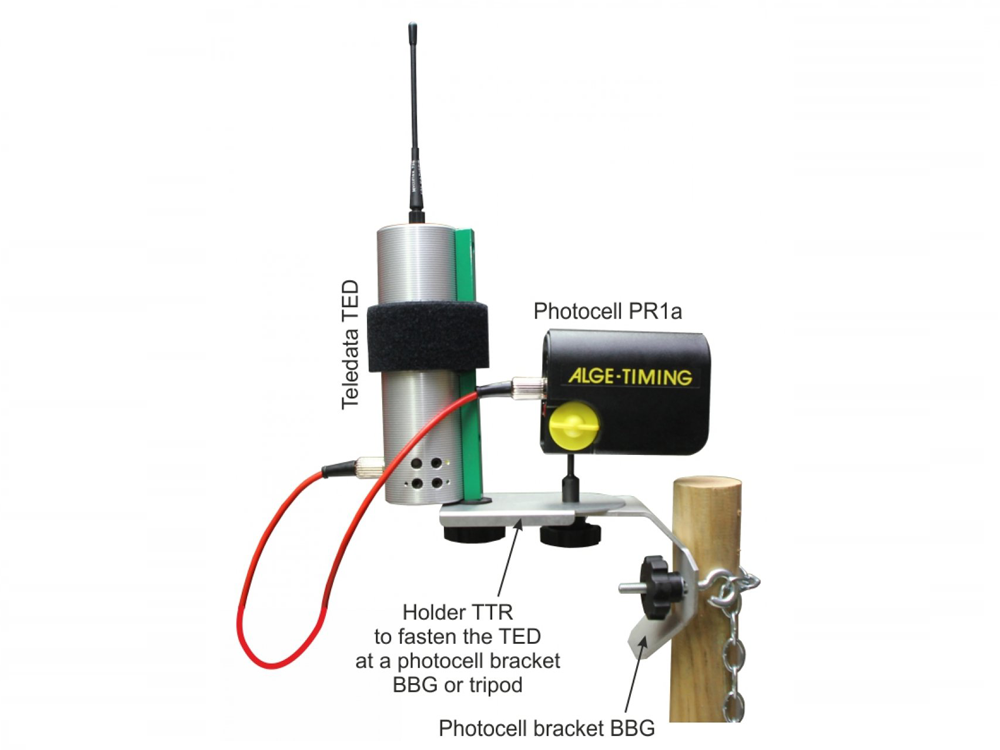 Teledata TED
Photocell PR1a
ALGE-TIMING
Holder TTR
to fasten the TED
at a photocell bracket
BBG or tripod
Photocell bracket BBG